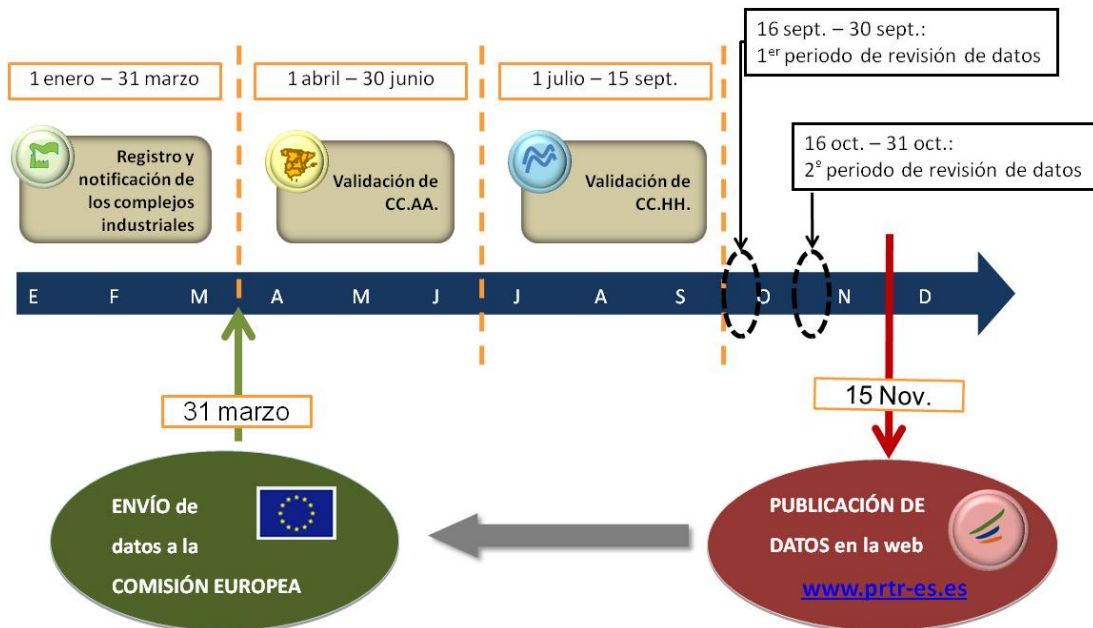 16 sept. – 30 sept.:
1er periodo de revisión de datos
1 enero – 31 marzo
1 abril – 30 junio
1 julio – 15 sept.
16 oct. – 31 oct.:
2º periodo de revisión de datos
Registro y
notificación de
los complejos
industriales
Validación de
CC.AA.
Validación de
CC.HH.
E F M A M J J A S O N D
31 marzo
15 Nov.
ENVÍO de
datos a la
COMISIÓN EUROPEA
PUBLICACIÓN DE
DATOS en la web
www.prtr-es.es